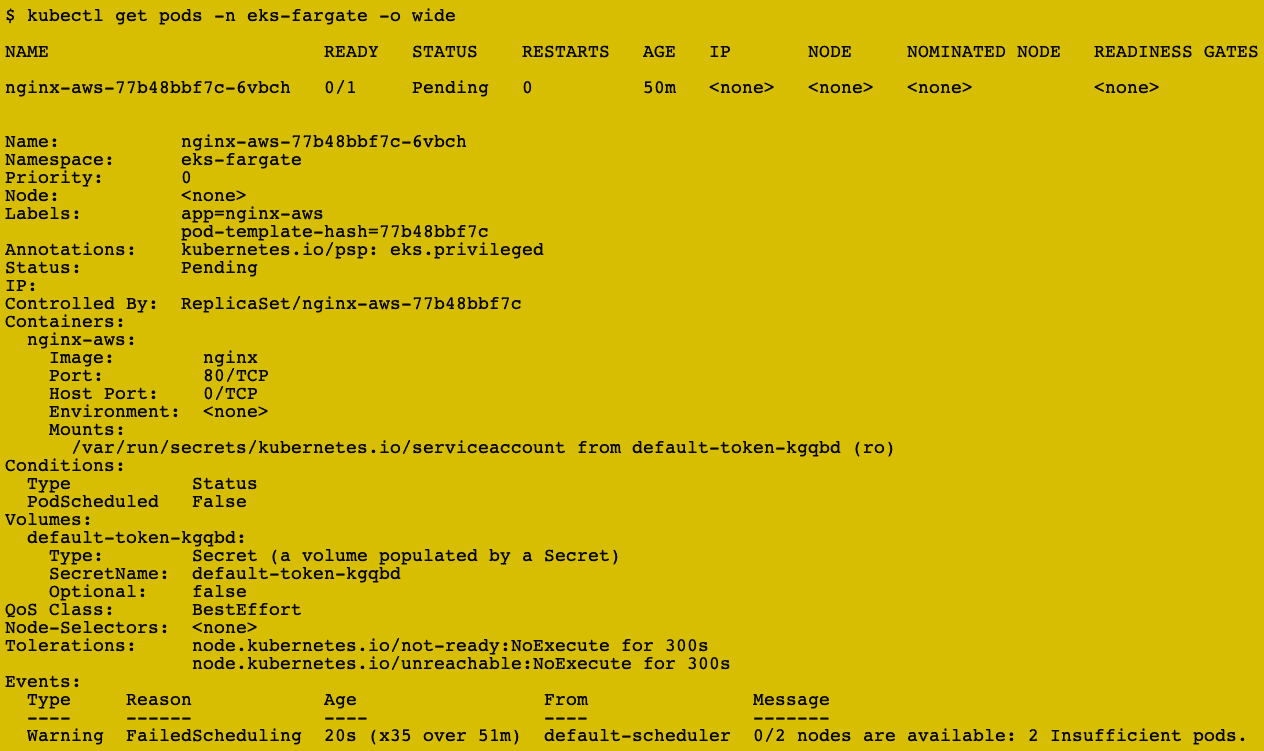 $ kubectl get pods -n eks-fargate -o wide
NAME                         READY   STATUS    RESTARTS   AGE   IP       NODE     NOMINATED NODE   READINESS GATES
nginx-aws-77b48bbf7c-6vbch   0/1     Pending   0          50m   <none>   <none>   <none>           <none>
Name:           nginx-aws-77b48bbf7c-6vbch
Namespace:      eks-fargate
Priority:       0
Node:           <none>
Labels:         app=nginx-aws
                pod-template-hash=77b48bbf7c
Annotations:    kubernetes.io/psp: eks.privileged
Status:         Pending
IP:
Controlled By:  ReplicaSet/nginx-aws-77b48bbf7c
Containers:
  nginx-aws:
    Image:        nginx
    Port:         80/TCP
    Host Port:    0/TCP
    Environment:  <none>
    Mounts:
      /var/run/secrets/kubernetes.io/serviceaccount from default-token-kgqbd (ro)
Conditions:
  Type           Status
  PodScheduled   False
Volumes:
  default-token-kgqbd:
    Type:        Secret (a volume populated by a Secret)
    SecretName:  default-token-kgqbd
    Optional:    false
QoS Class:       BestEffort
Node-Selectors:  <none>
Tolerations:     node.kubernetes.io/not-ready:NoExecute for 300s
                 node.kubernetes.io/unreachable:NoExecute for 300s
Events:
  Type     Reason            Age                 From               Message
  ----     ------            ----                ----               -------
  Warning  FailedScheduling  20s (x35 over 51m)  default-scheduler  0/2 nodes are available: 2 Insufficient pods.